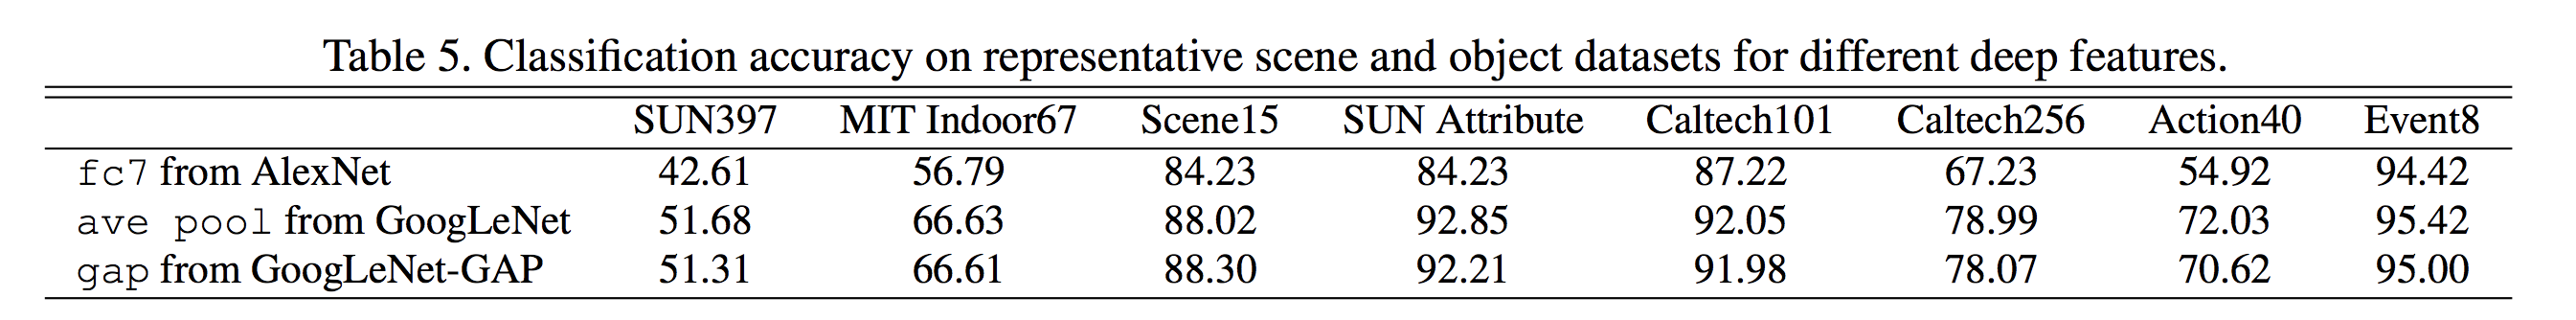 Table 5. Classification accuracy on representative scene and object datasets for different deep features.
SUN397 MIT Indoor67 Scene15 SUN Attribute Caltech101 Caltech256 Action40 Event8
fc7 from AlexNet 42.61 56.79 84.23 84.23 87.22 67.23 54.92 94.42
ave pool from GoogLeNet 51.68 66.63 88.02 92.85 92.05 78.99 72.03 95.42
gap from GoogLeNet-GAP 51.31 66.61 88.30 92.21 91.98 78.07 70.62 95.00